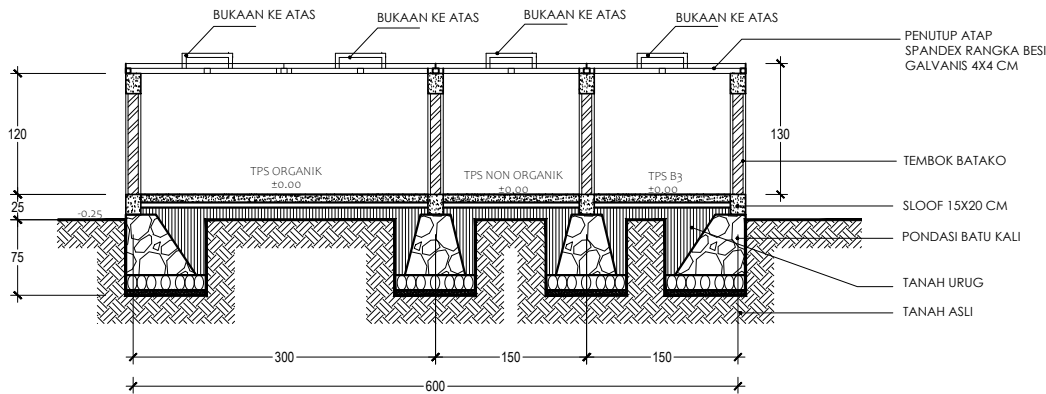 BUKAAN KE ATAS
BUKAAN KE ATAS
BUKAAN KE ATAS
BUKAAN KE ATAS
PENUTUP ATAP
SPANDEX RANGKA BESI
GALVANIS 4X4 CM
120
130
TPS ORGANIK
±0.00
TPS NON ORGANIK
±0.00
TPS B3
±0.00
TEMBOK BATAKO
25
-0.25
SLOOF 15X20 CM
PONDASI BATU KALI
75
TANAH URUG
TANAH ASLI
300
150
150
600